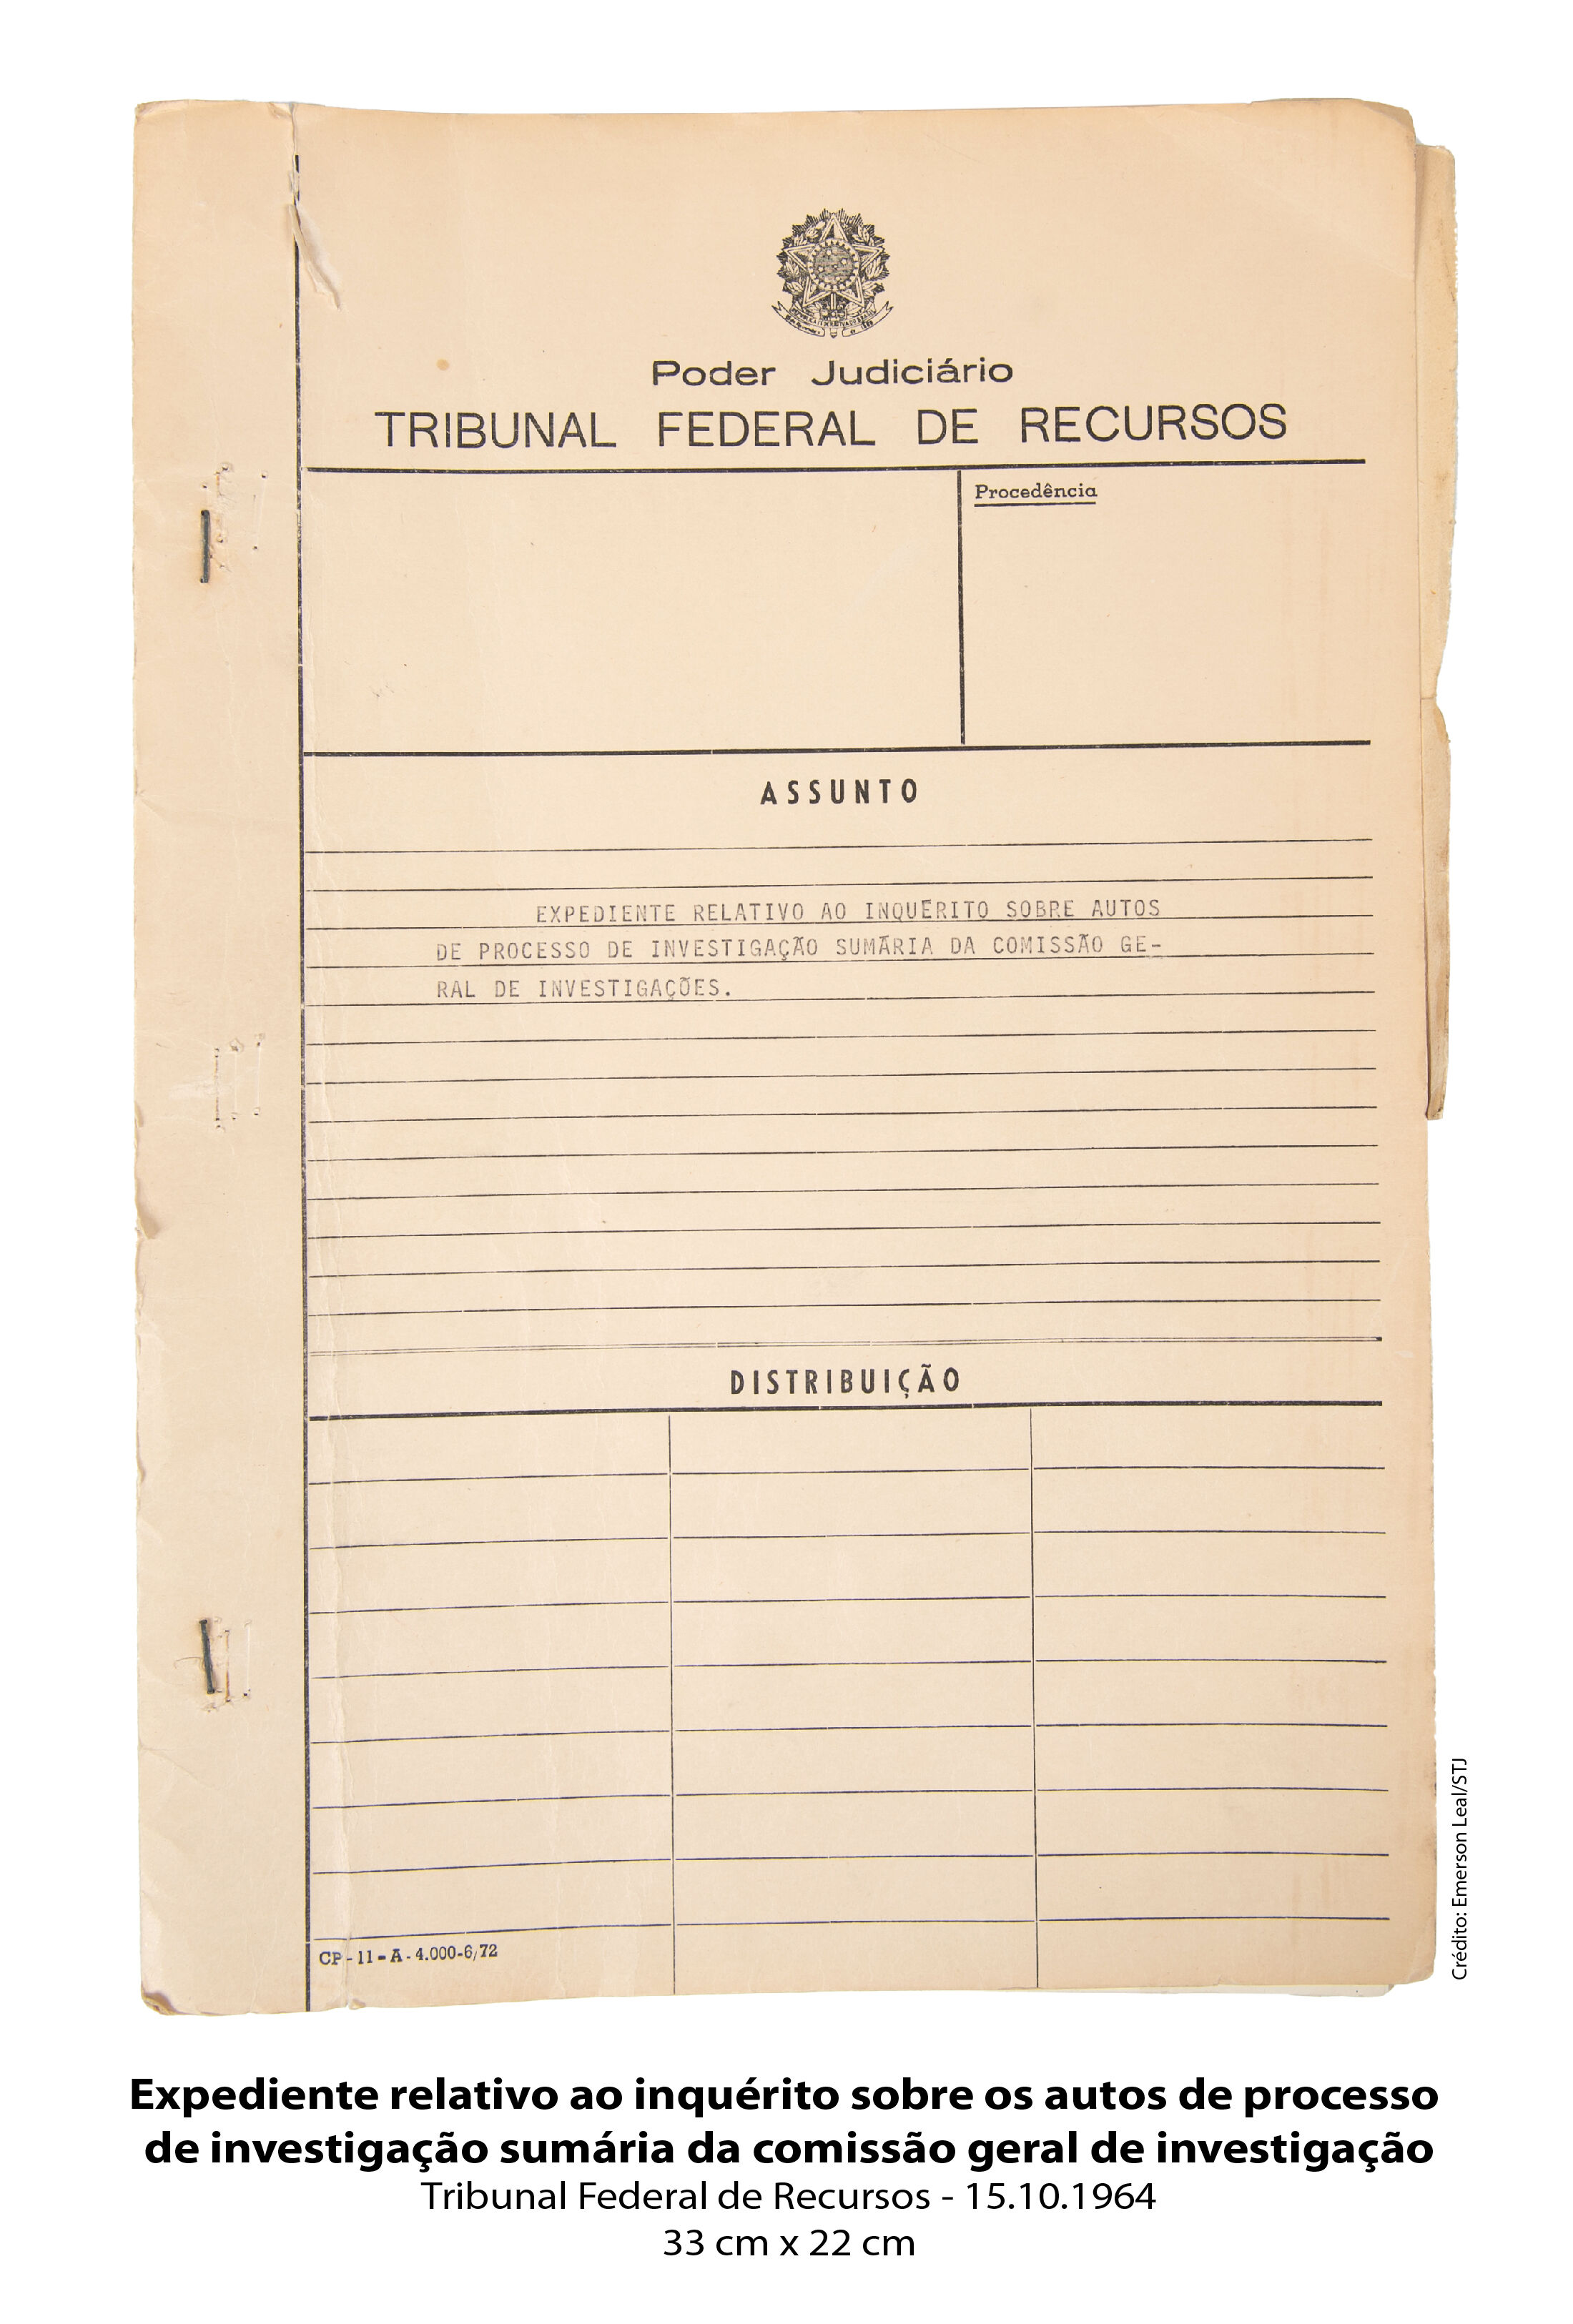 Poder Judiciário
TRIBUNAL FEDERAL DE RECURSOS
Procedência
ASSUNTO
EXPEDIENTE RELATIVO AO INQUÉRITO SOBRE AUTOS
DE PROCESSO DE INVESTIGAÇÃO SUMÁRIA DA COMISSÃO GE-
RAL DE INVESTIGAÇÕES.
DISTRIBUIÇÃO
CP-11-A-4.000-6/72
Crédito: Emerson Leal/STJ
Expediente relativo ao inquérito sobre os autos de processo
de investigação sumária da comissão geral de investigação
Tribunal Federal de Recursos - 15.10.1964
33 cm x 22 cm